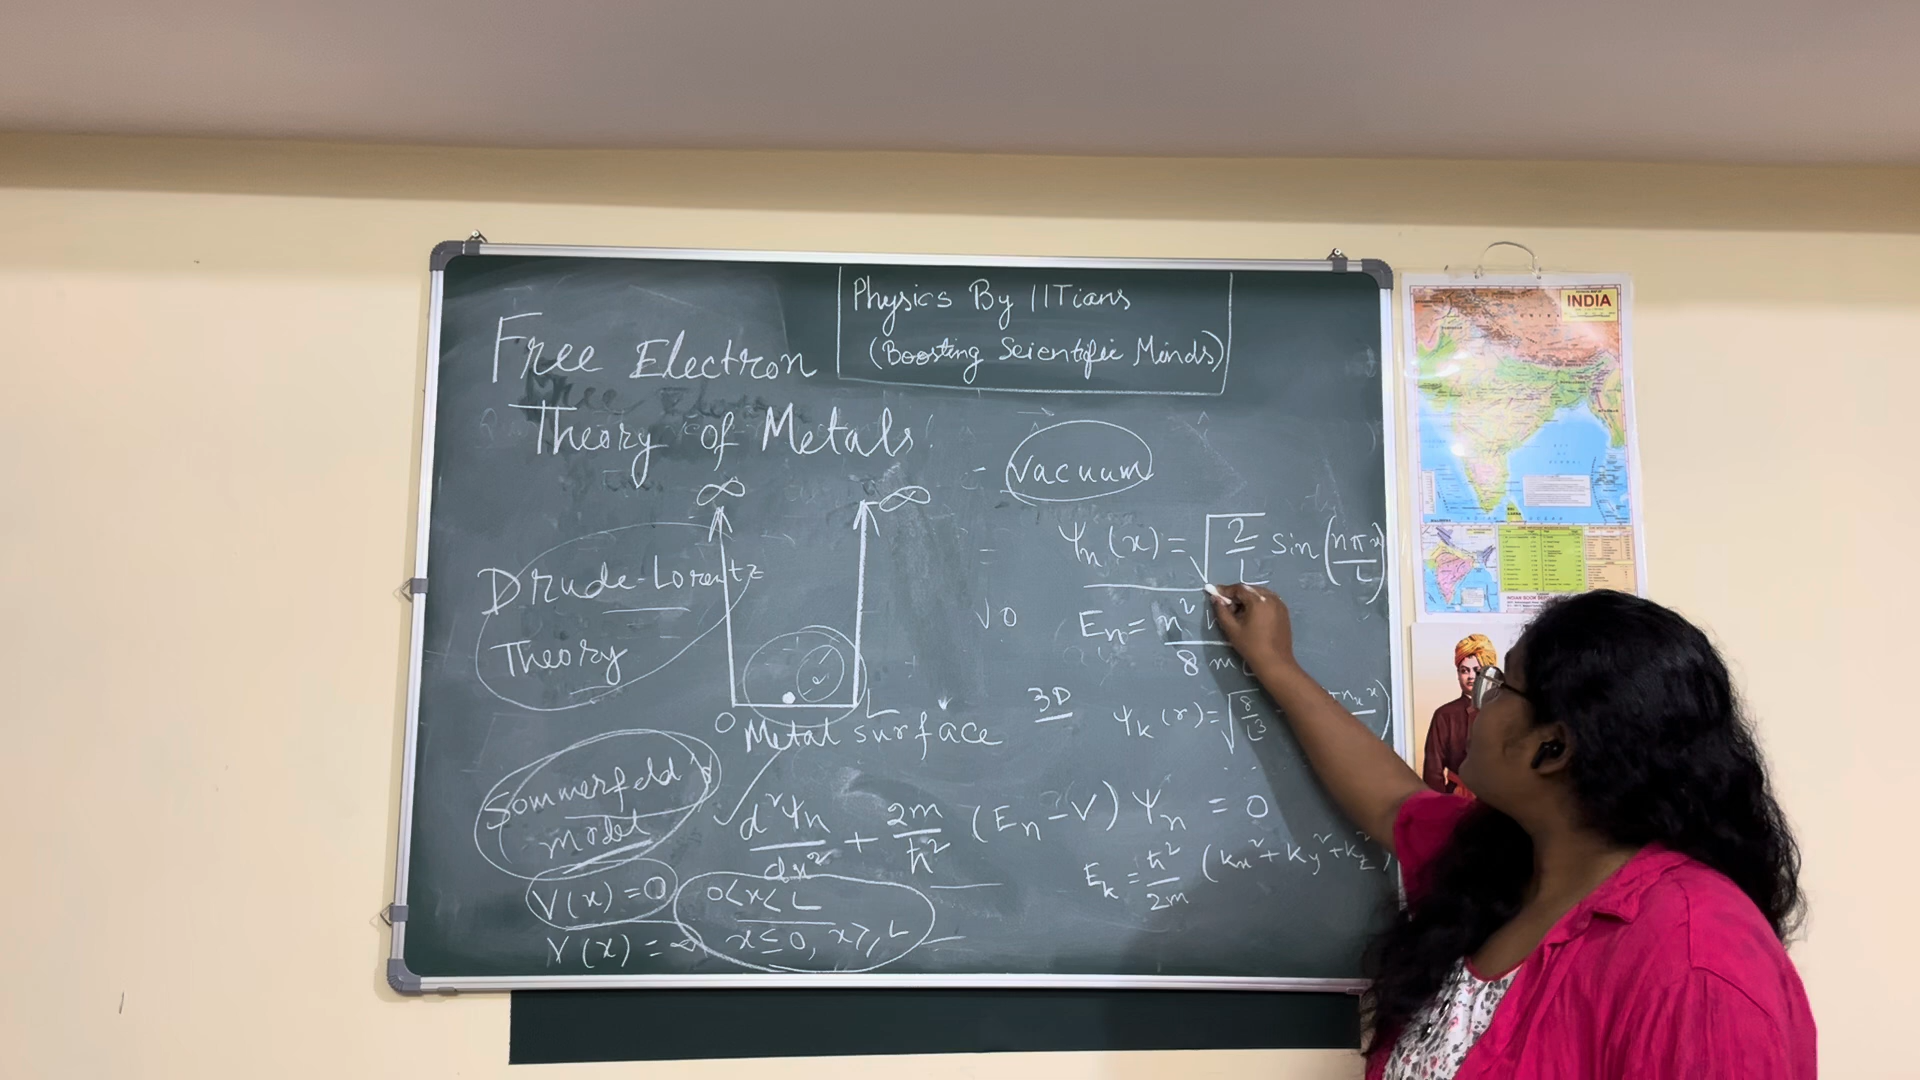 Physics By IITians
(Boosting Scientific Minds)
Free Electron
Theory of Metals
Vacuum
∞ ∞
ψn(x) = √(2/L) sin(nπx/L)
Drude-Lorentz
Theory
√0
En = n²
8m
0 L
Metal surface
3D
ψk(r) = √(8/L³)
Sommerfeld's
model
d²ψn/dx² + 2m/ħ² (En - V) ψn = 0
Ek = ħ²/2m (kx² + ky² + kz²)
V(x) = 0 0<x<L
V(x) = ∞ x≤0, x≥L
INDIA